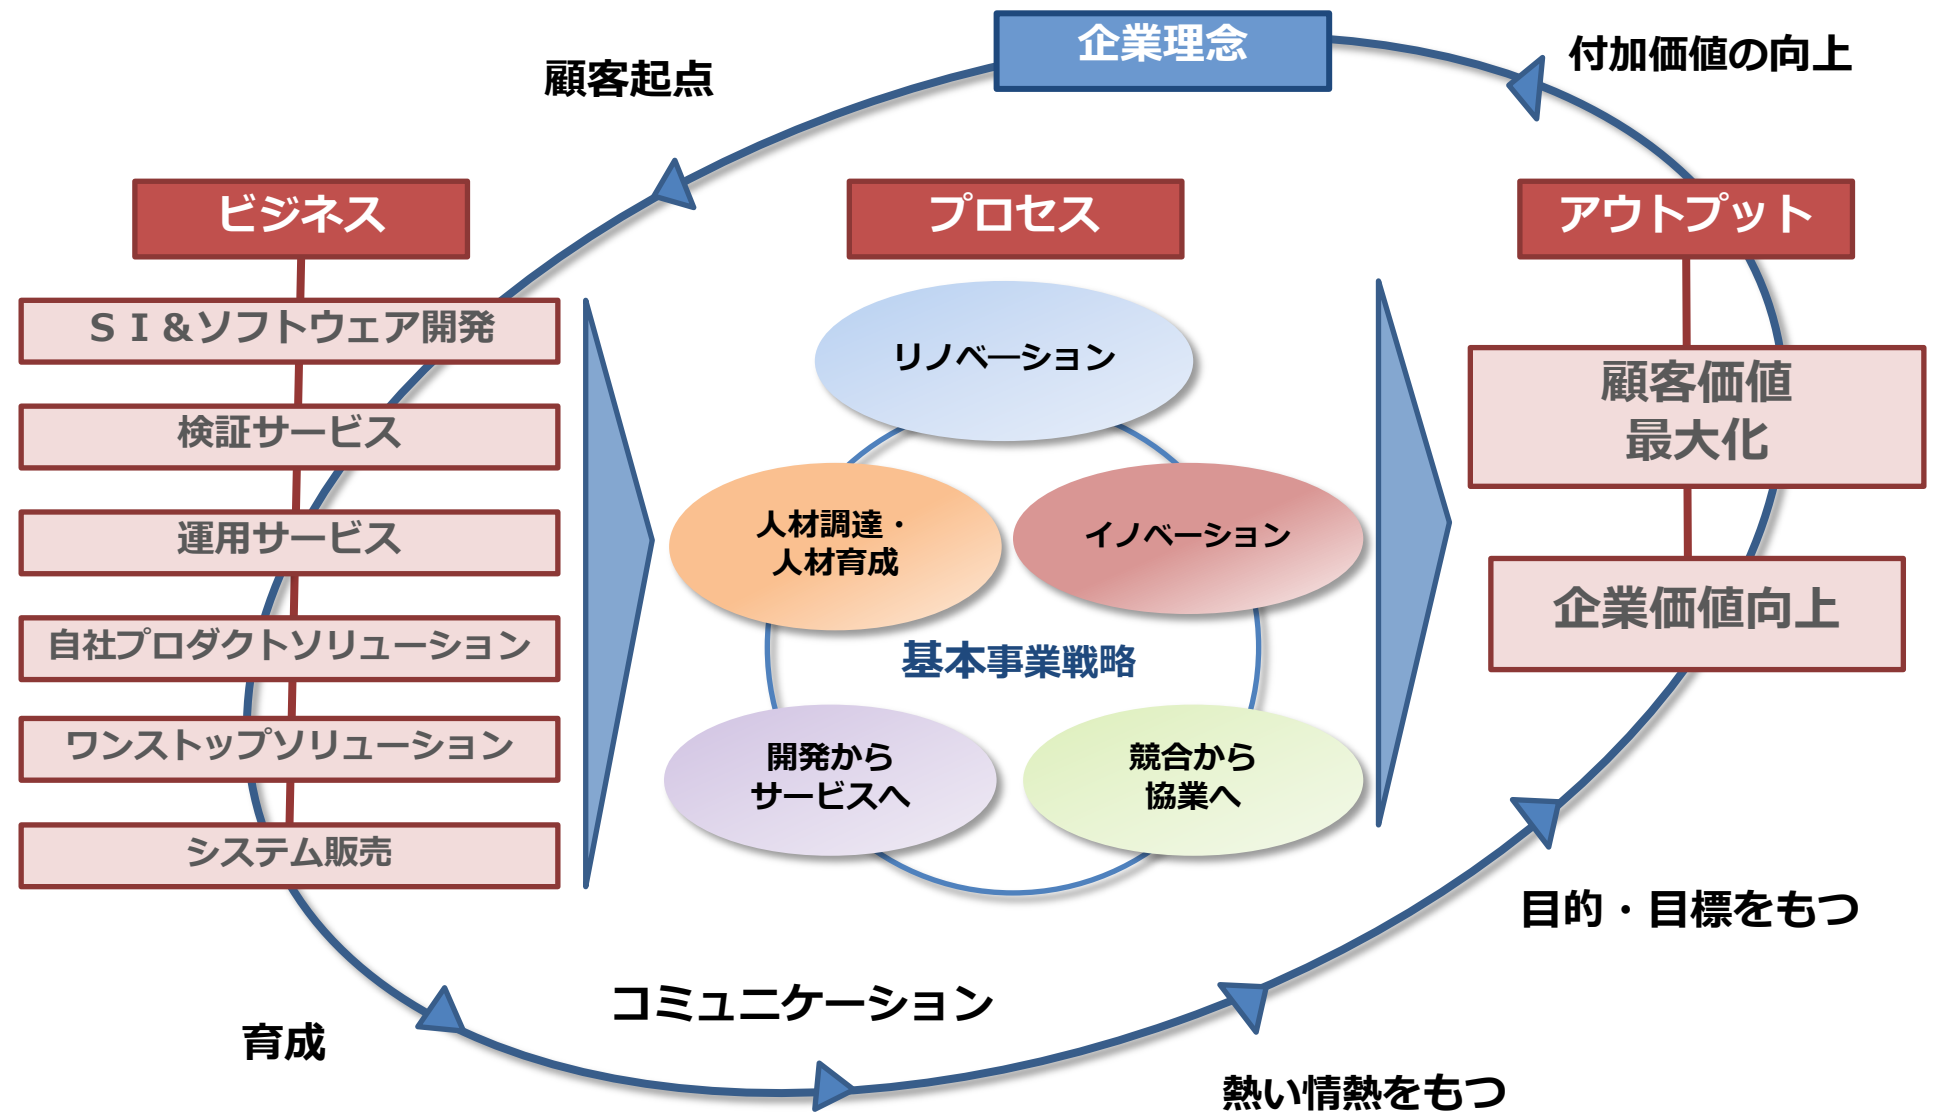 企業理念
付加価値の向上
顧客起点
ビジネス
プロセス
アウトプット
ＳＩ＆ソフトウェア開発
検証サービス
運用サービス
自社プロダクトソリューション
ワンストップソリューション
システム販売
リノベーション
人材調達・
人材育成
イノベーション
基本事業戦略
開発から
サービスへ
競合から
協業へ
顧客価値
最大化
企業価値向上
目的・目標をもつ
コミュニケーション
育成
熱い情熱をもつ